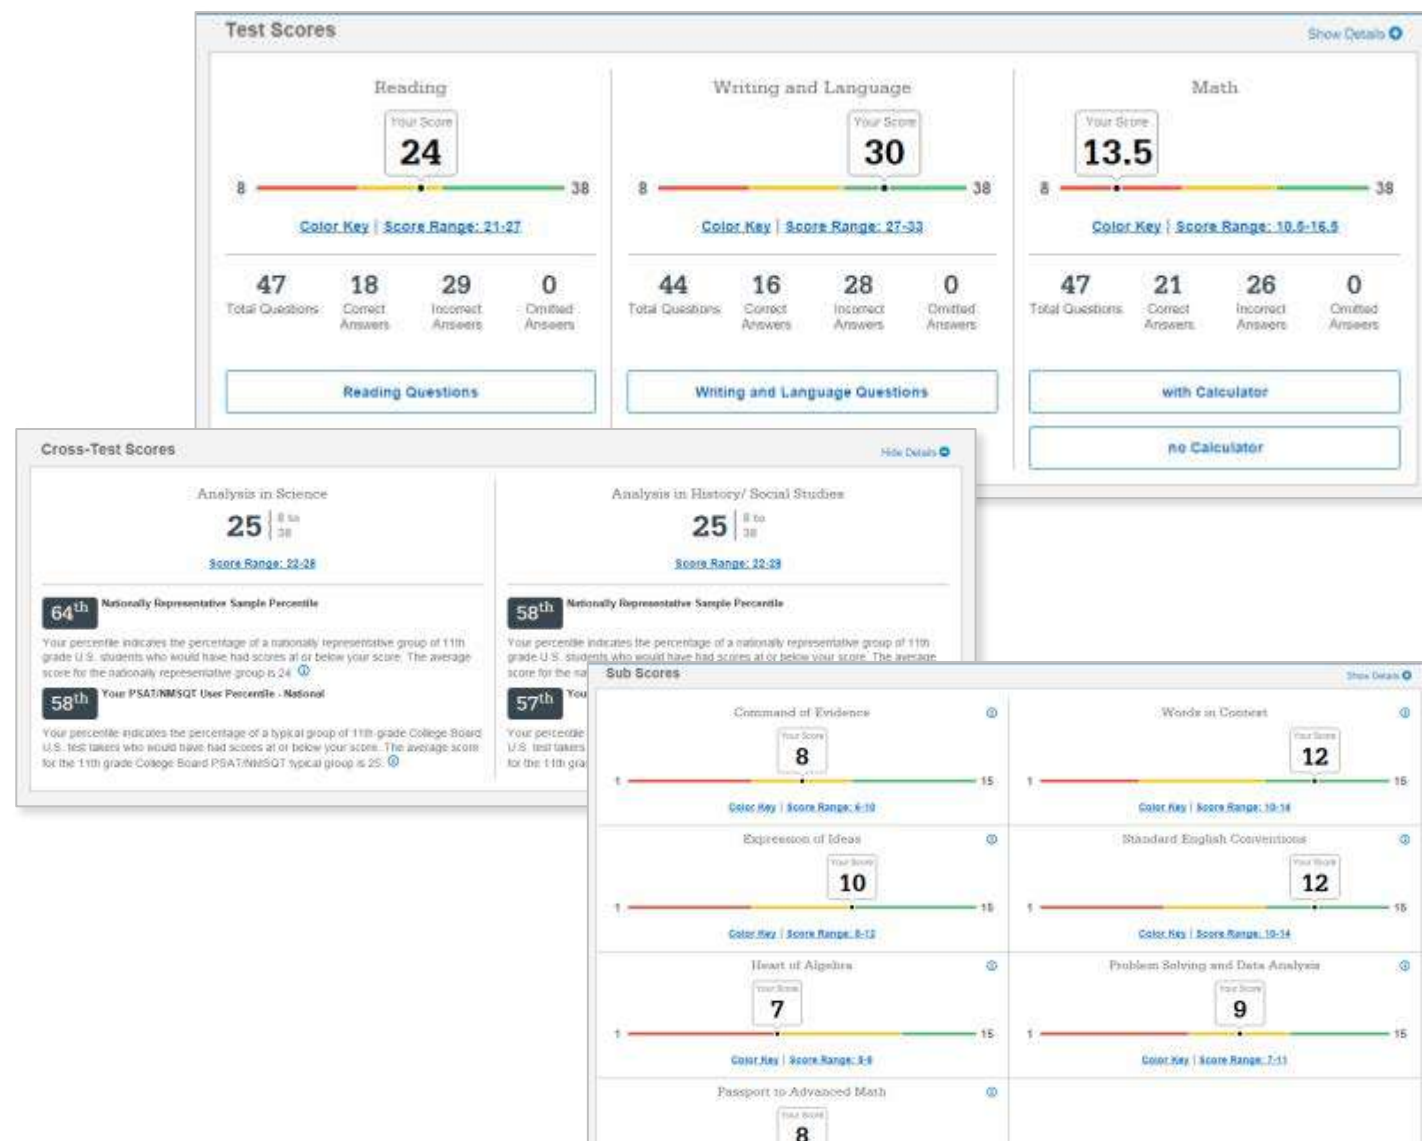 Test Scores
Show Details
Reading
Your Score
24
8
38
Color Key | Score Range: 21-27
47
18
29
0
Total Questions
Correct Answers
Incorrect Answers
Omitted Answers
Reading Questions
Writing and Language
Your Score
30
8
38
Color Key | Score Range: 27-33
44
16
28
0
Total Questions
Correct Answers
Incorrect Answers
Omitted Answers
Writing and Language Questions
Math
Your Score
13.5
8
38
Color Key | Score Range: 10.5-16.5
47
21
26
0
Total Questions
Correct Answers
Incorrect Answers
Omitted Answers
with Calculator
no Calculator
Cross-Test Scores
Hide Details
Analysis in Science
25 | 8 to 38
Score Range: 22-28
64th Nationally Representative Sample Percentile
Your percentile indicates the percentage of a nationally representative group of 11th
grade U.S. students who would have had scores at or below your score. The average
score for the nationally representative group is 24.
58th Your PSAT/NMSQT User Percentile - National
Your percentile indicates the percentage of a typical group of 11th grade College Board
U.S. test takers who would have had scores at or below your score. The average score
for the 11th grade College Board PSAT/NMSQT typical group is 25.
Analysis in History/ Social Studies
25 | 8 to 38
Score Range: 22-28
58th Nationally Representative Sample Percentile
Your percentile indicates the percentage of a nationally representative group of 11th
grade U.S. students who would have had scores at or below your score. The average
score for the
57th
Your percentile
U.S. test takers
for the 11th
Sub Scores
Show Details
Command of Evidence
Your Score
8
1
15
Color Key | Score Range: 6-10
Words in Context
Your Score
12
1
15
Color Key | Score Range: 10-14
Expression of Ideas
Your Score
10
1
15
Color Key | Score Range: 8-12
Standard English Conventions
Your Score
12
1
15
Color Key | Score Range: 10-14
Heart of Algebra
Your Score
7
1
15
Color Key | Score Range: 5-9
Problem Solving and Data Analysis
Your Score
9
1
15
Color Key | Score Range: 7-11
Passport to Advanced Math
Your Score
8